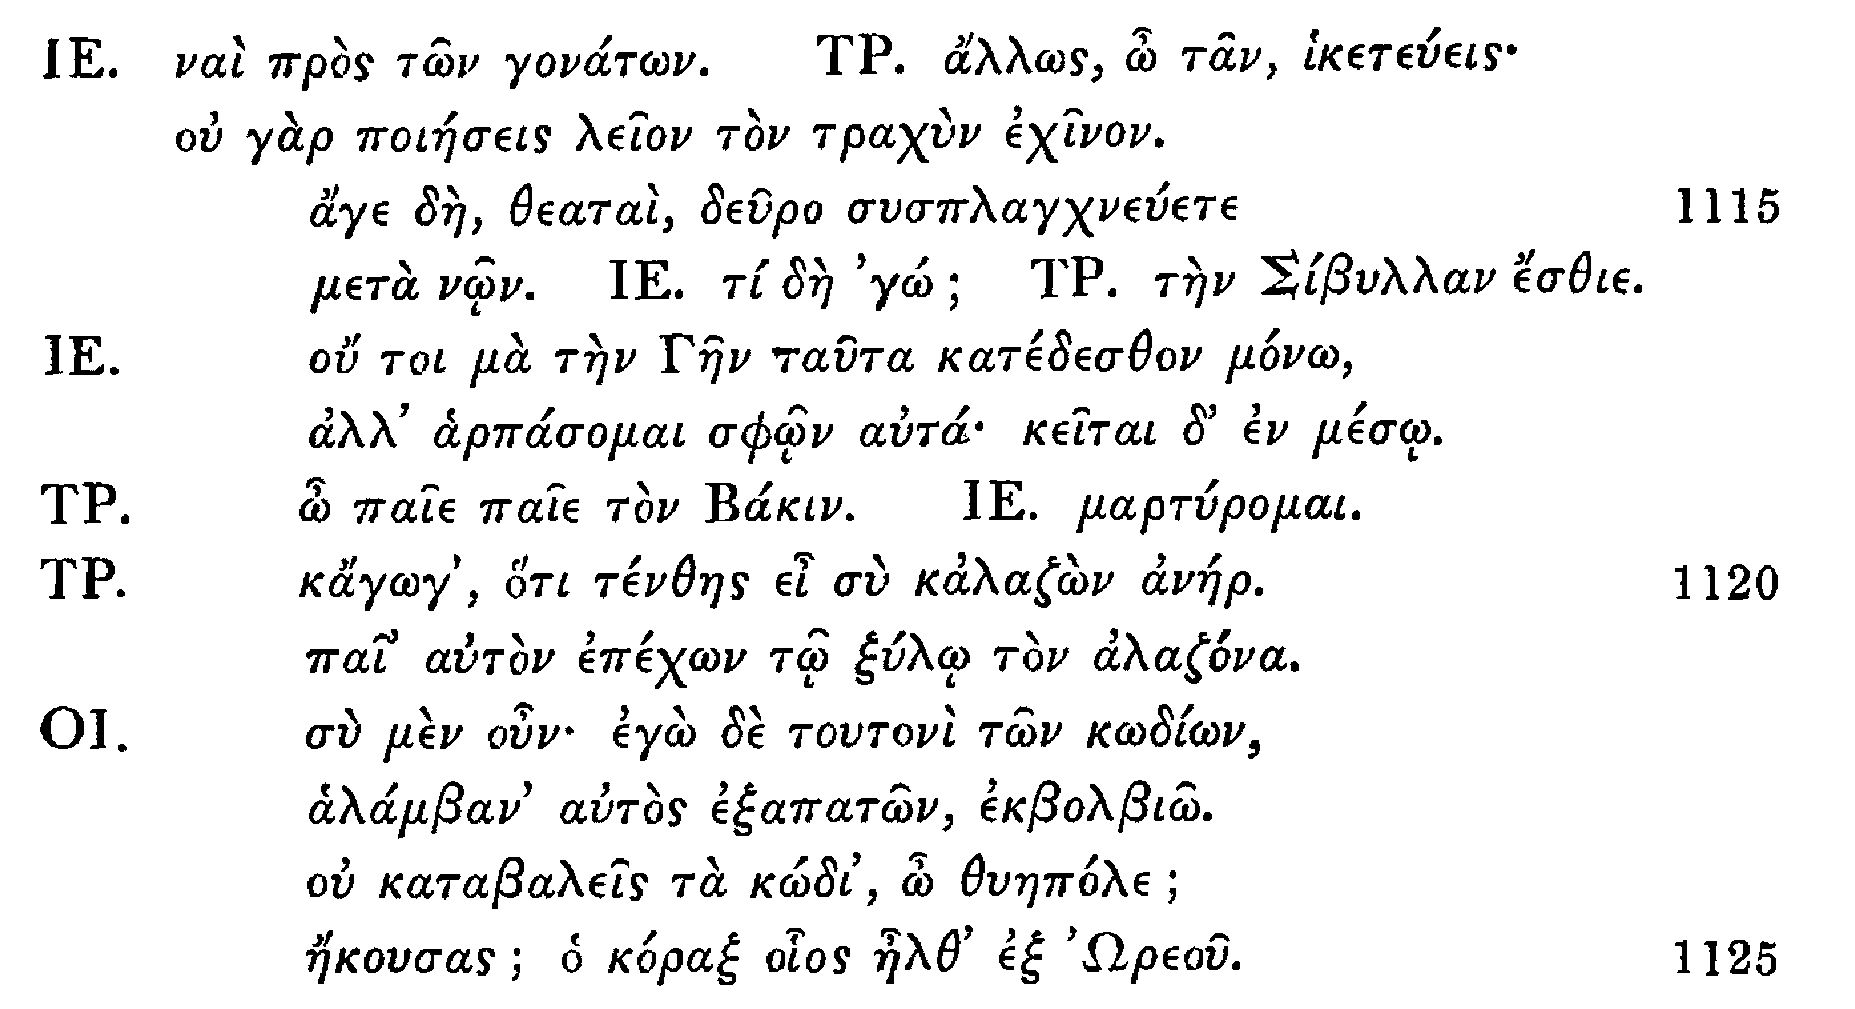 ΙΕ. ναὶ πρὸς τῶν γονάτων. ΤΡ. ἄλλως, ὦ τᾶν, ἱκετεύεις·
οὐ γὰρ ποιήσεις λεῖον τὸν τραχὺν ἐχῖνον.
ἄγε δή, θεαταὶ, δεῦρο συσπλαγχνεύετε 1115
μετὰ νῷν. ΙΕ. τί δὴ ’γώ; ΤΡ. τὴν Σίβυλλαν ἔσθιε.
ΙΕ. οὔ τοι μὰ τὴν Γῆν ταῦτα κατέδεσθον μόνω,
ἀλλ’ ἁρπάσομαι σφῷν αὐτά· κεῖται δ’ ἐν μέσῳ.
ΤΡ. ὦ παῖε παῖε τὸν Βάκιν. ΙΕ. μαρτύρομαι.
ΤΡ. κἄγωγ’, ὅτι τένθης εἶ σὺ κἀλαζὼν ἀνήρ. 1120
παῖ’ αὐτὸν ἐπέχων τῷ ξύλῳ τὸν ἀλαζόνα.
ΟΙ. σὺ μὲν οὖν· ἐγὼ δὲ τουτονὶ τῶν κωδίων,
ἁλάμβαν’ αὐτὸς ἐξαπατῶν, ἐκβολβιῶ.
οὐ καταβαλεῖς τὰ κώδι’, ὦ θυηπόλε;
ἤκουσας; ὁ κόραξ οἷος ἦλθ’ ἐξ Ὠρεοῦ. 1125